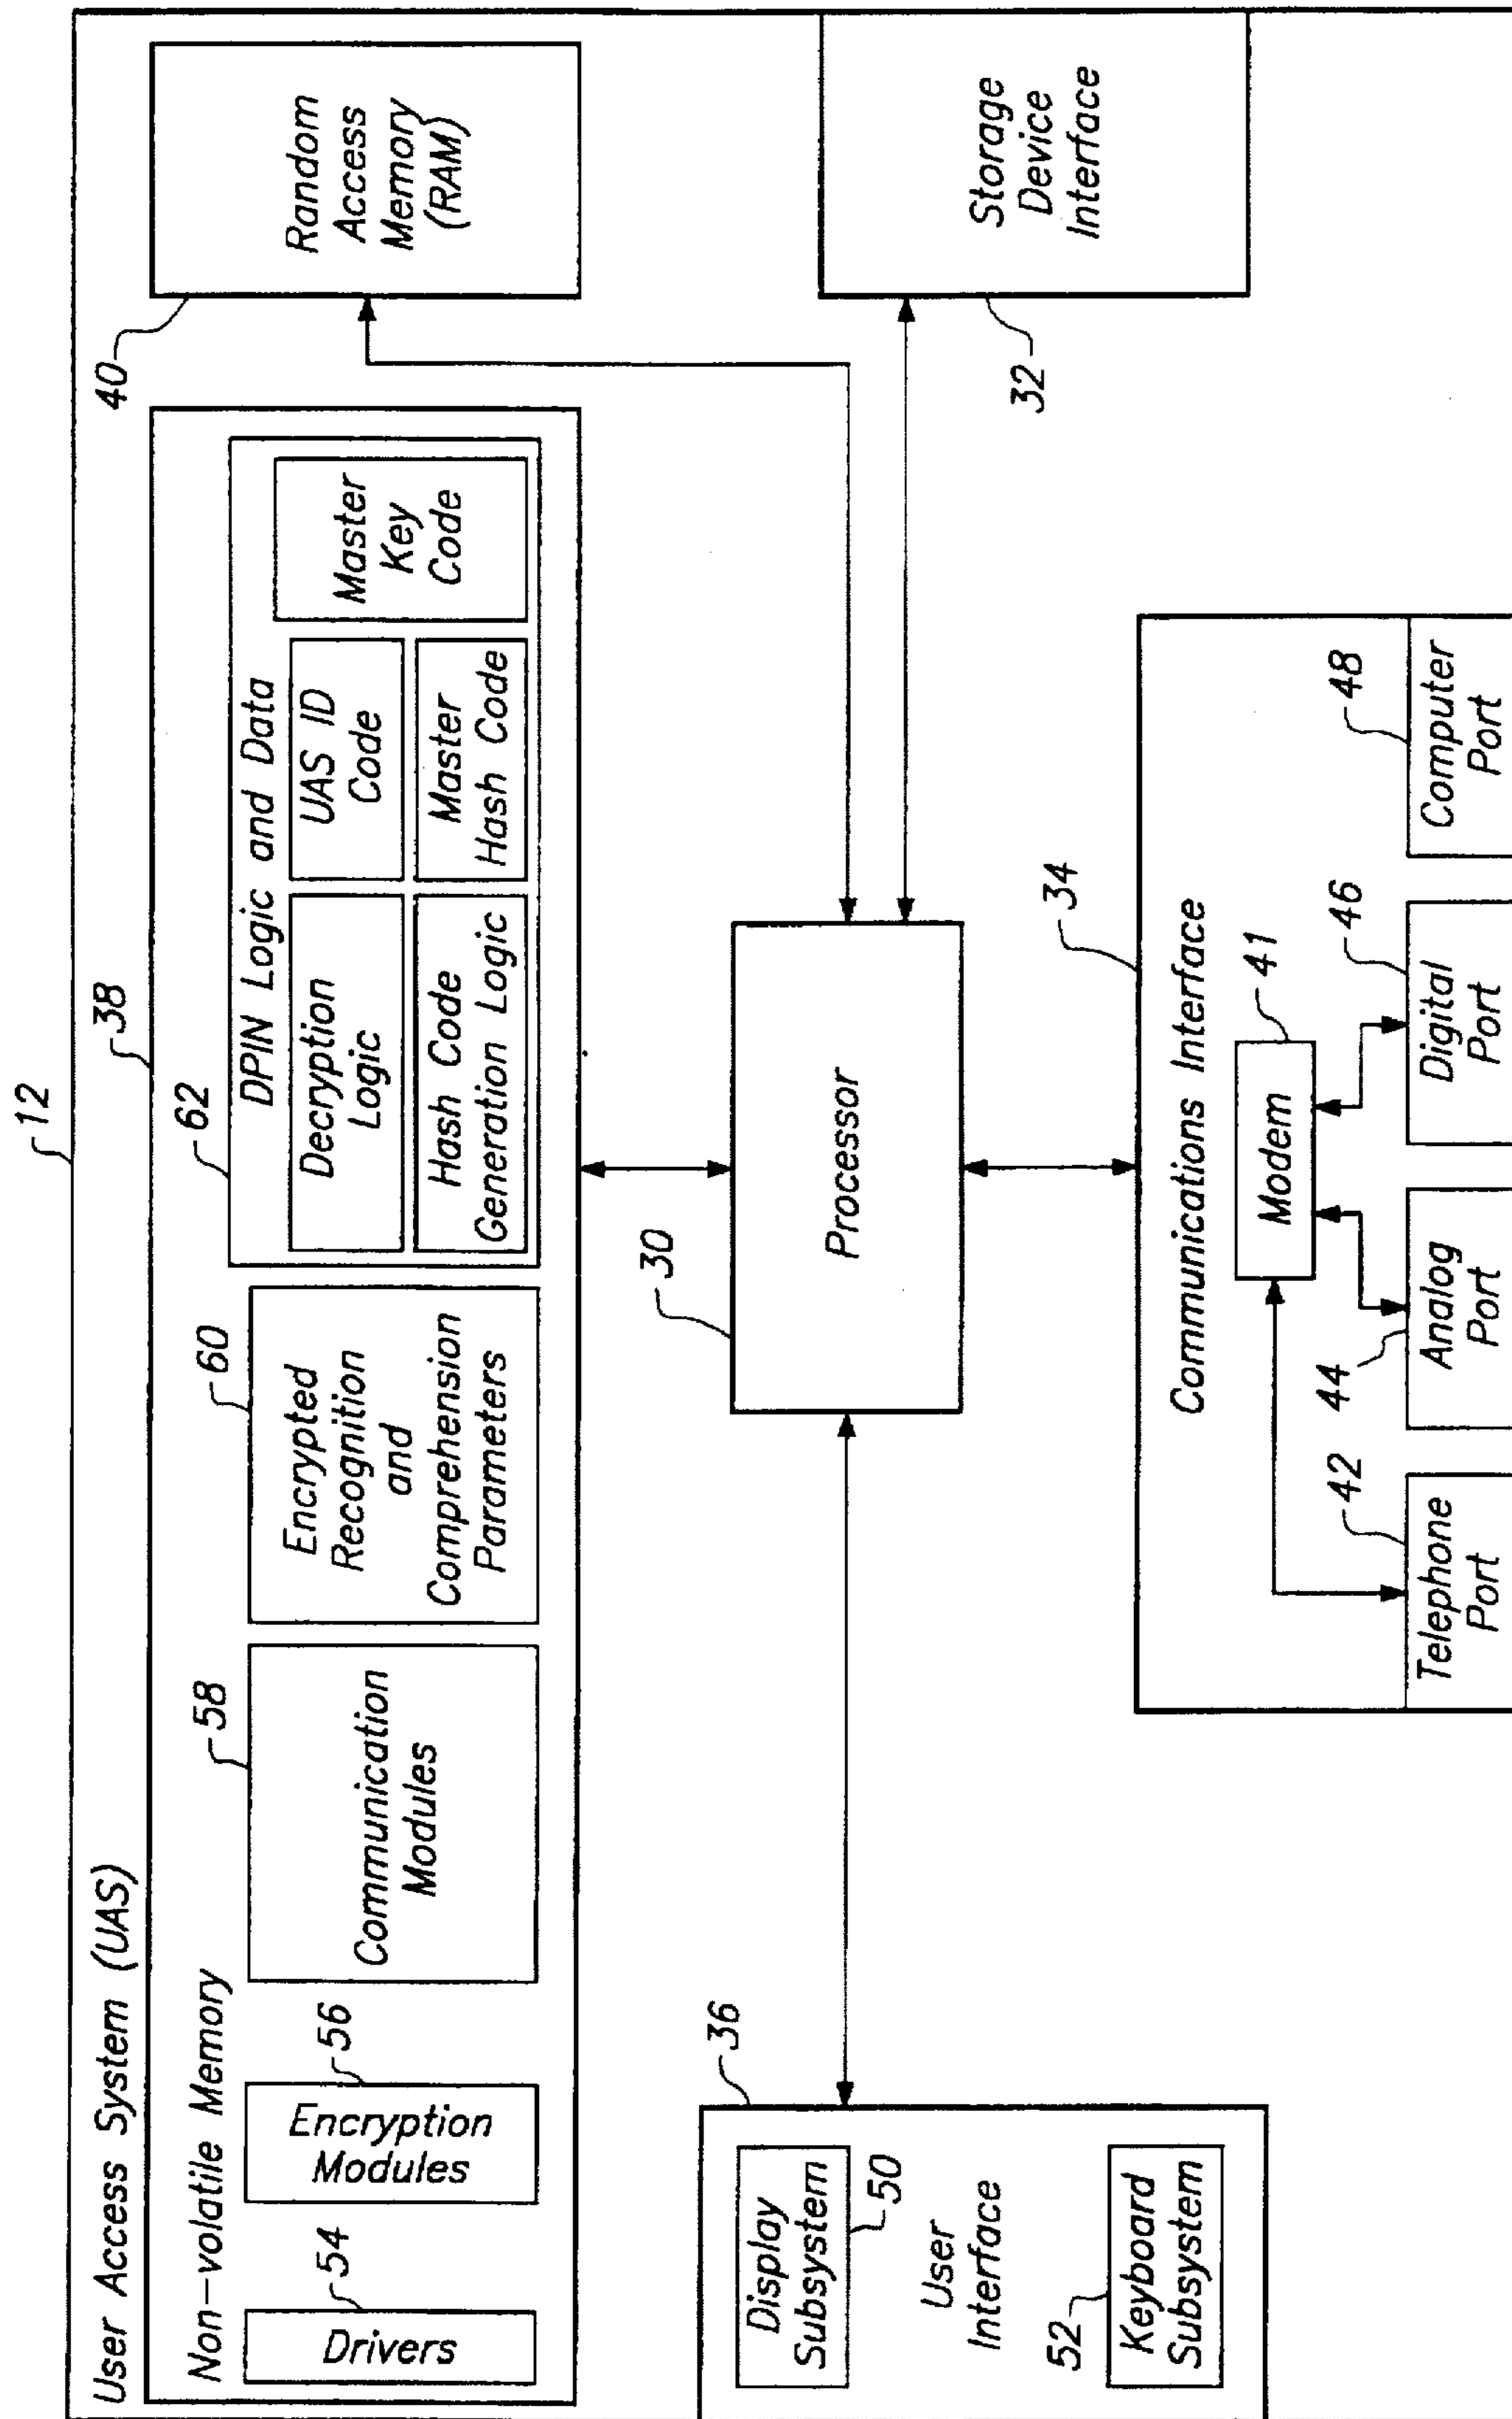 12
User Access System (UAS)
38
Non-volatile Memory
54
Drivers
56
Encryption
Modules
58
Communication
Modules
60
Encrypted
Recognition
and
Comprehension
Parameters
62
DPIN Logic and Data
Decryption
Logic
UAS ID
Code
Hash Code
Generation Logic
Master
Hash Code
Master
Key
Code
40
Random
Access
Memory
(RAM)
36
Display
Subsystem
50
User
Interface
52
Keyboard
Subsystem
30
Processor
32
Storage
Device
Interface
34
Communications Interface
41
Modem
42
Telephone
Port
44
Analog
Port
46
Digital
Port
48
Computer
Port